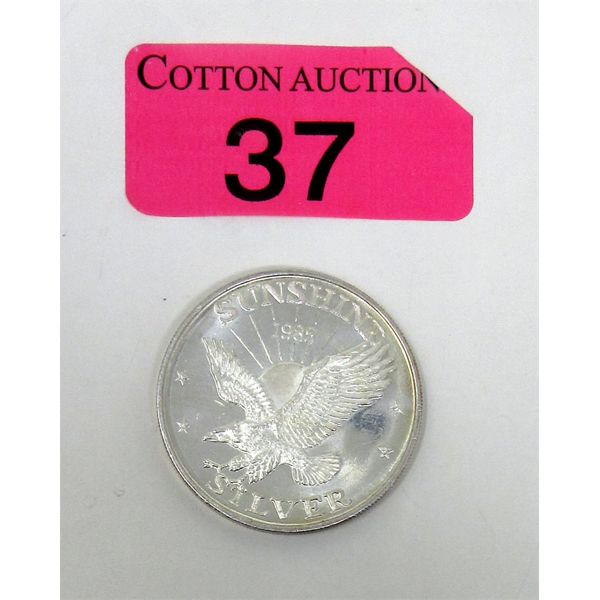 COTTON AUCTION
37
SUNSHINE
1985
SILVER